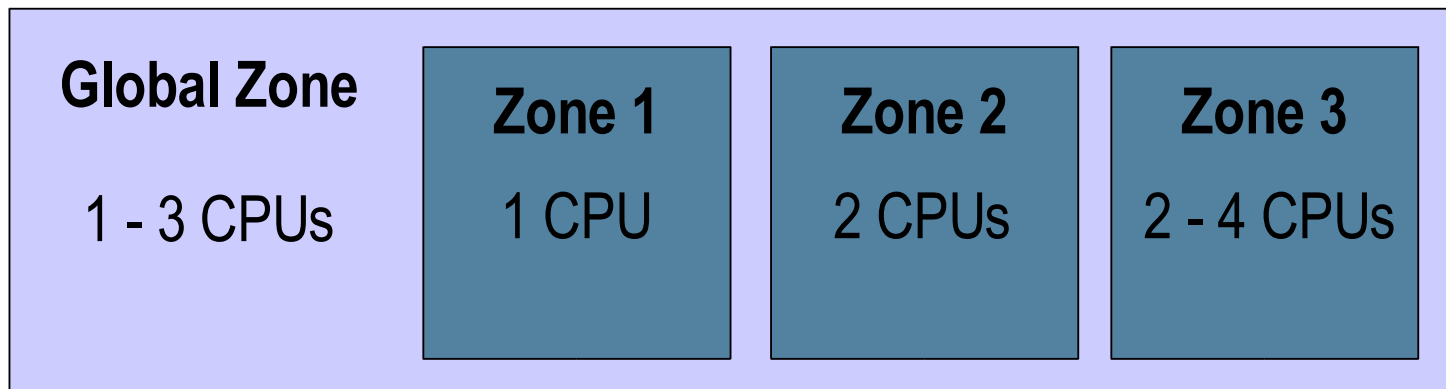 Global Zone
1 - 3 CPUs
Zone 1
1 CPU
Zone 2
2 CPUs
Zone 3
2 - 4 CPUs